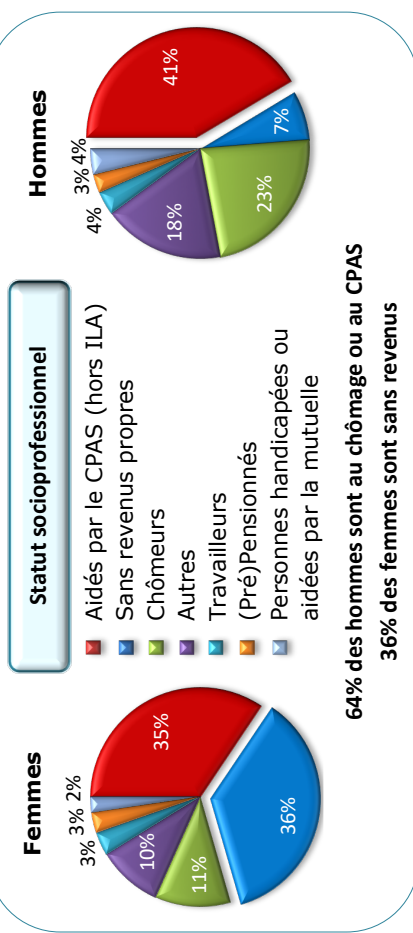 Statut socioprofessionnel
Femmes
35%
36%
11%
10%
3%
3%
2%
Aidés par le CPAS (hors ILA)
Sans revenus propres
Chômeurs
Autres
Travailleurs
(Pré)Pensionnés
Personnes handicapées ou
aidées par la mutuelle
Hommes
41%
7%
23%
18%
4%
3%
4%
64% des hommes sont au chômage ou au CPAS
36% des femmes sont sans revenus